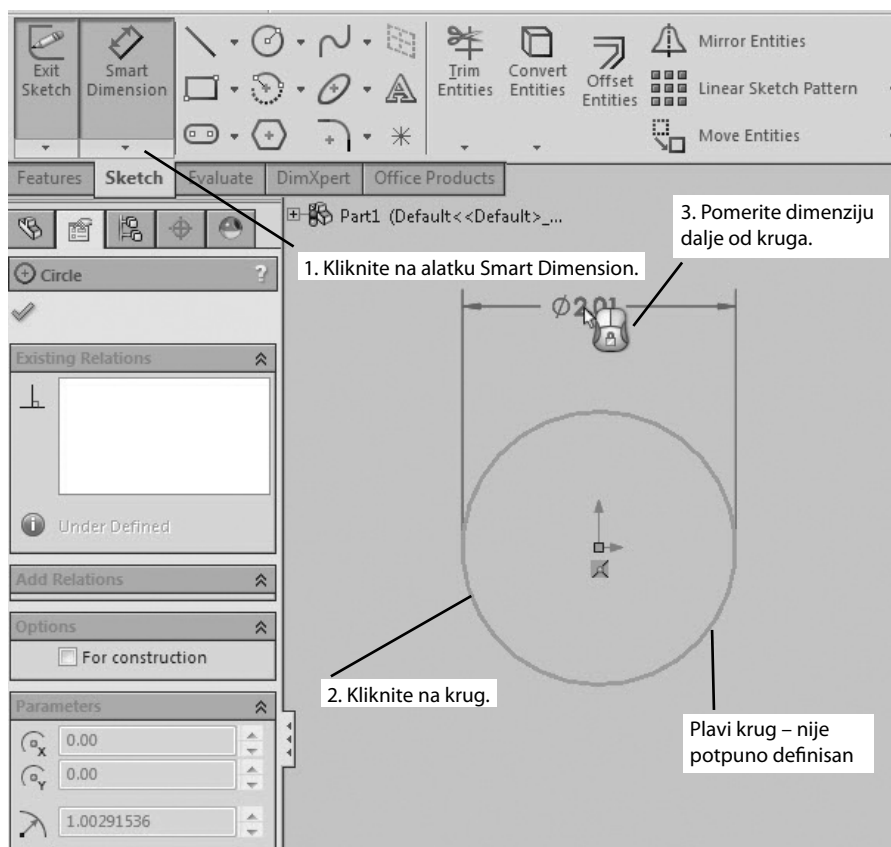 Exit
Sketch
Smart
Dimension
Trim
Entities
Convert
Entities
Offset
Entities
Mirror Entities
Linear Sketch Pattern
Move Entities
Features
Sketch
Evaluate
DimXpert
Office Products
Part1 (Default<<Default>_...
3. Pomerite dimenziju
dalje od kruga.
1. Kliknite na alatku Smart Dimension.
Circle
?
Ø2.01
Existing Relations
Under Defined
Add Relations
Options
For construction
2. Kliknite na krug.
Parameters
Plavi krug – nije
potpuno definisan
X 0.00
Y 0.00
1.00291536